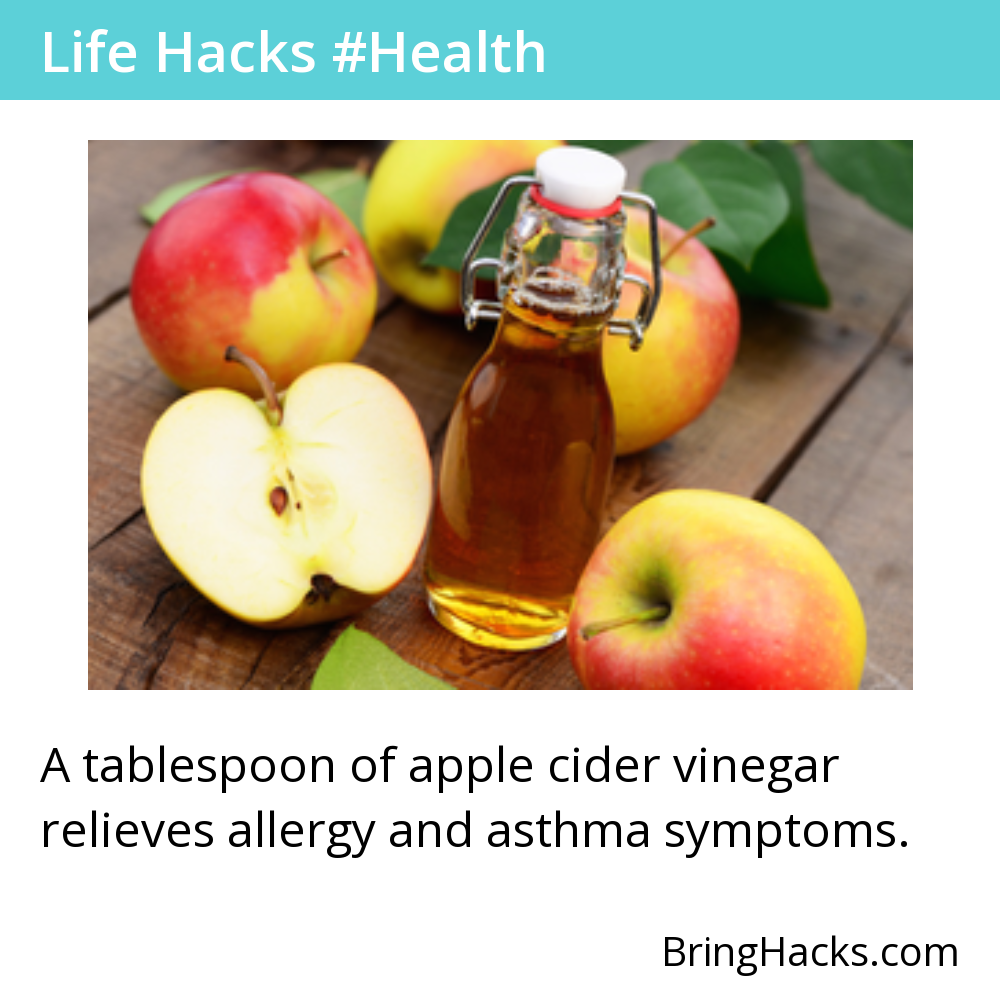 Life Hacks #Health
A tablespoon of apple cider vinegar
relieves allergy and asthma symptoms.
BringHacks.com